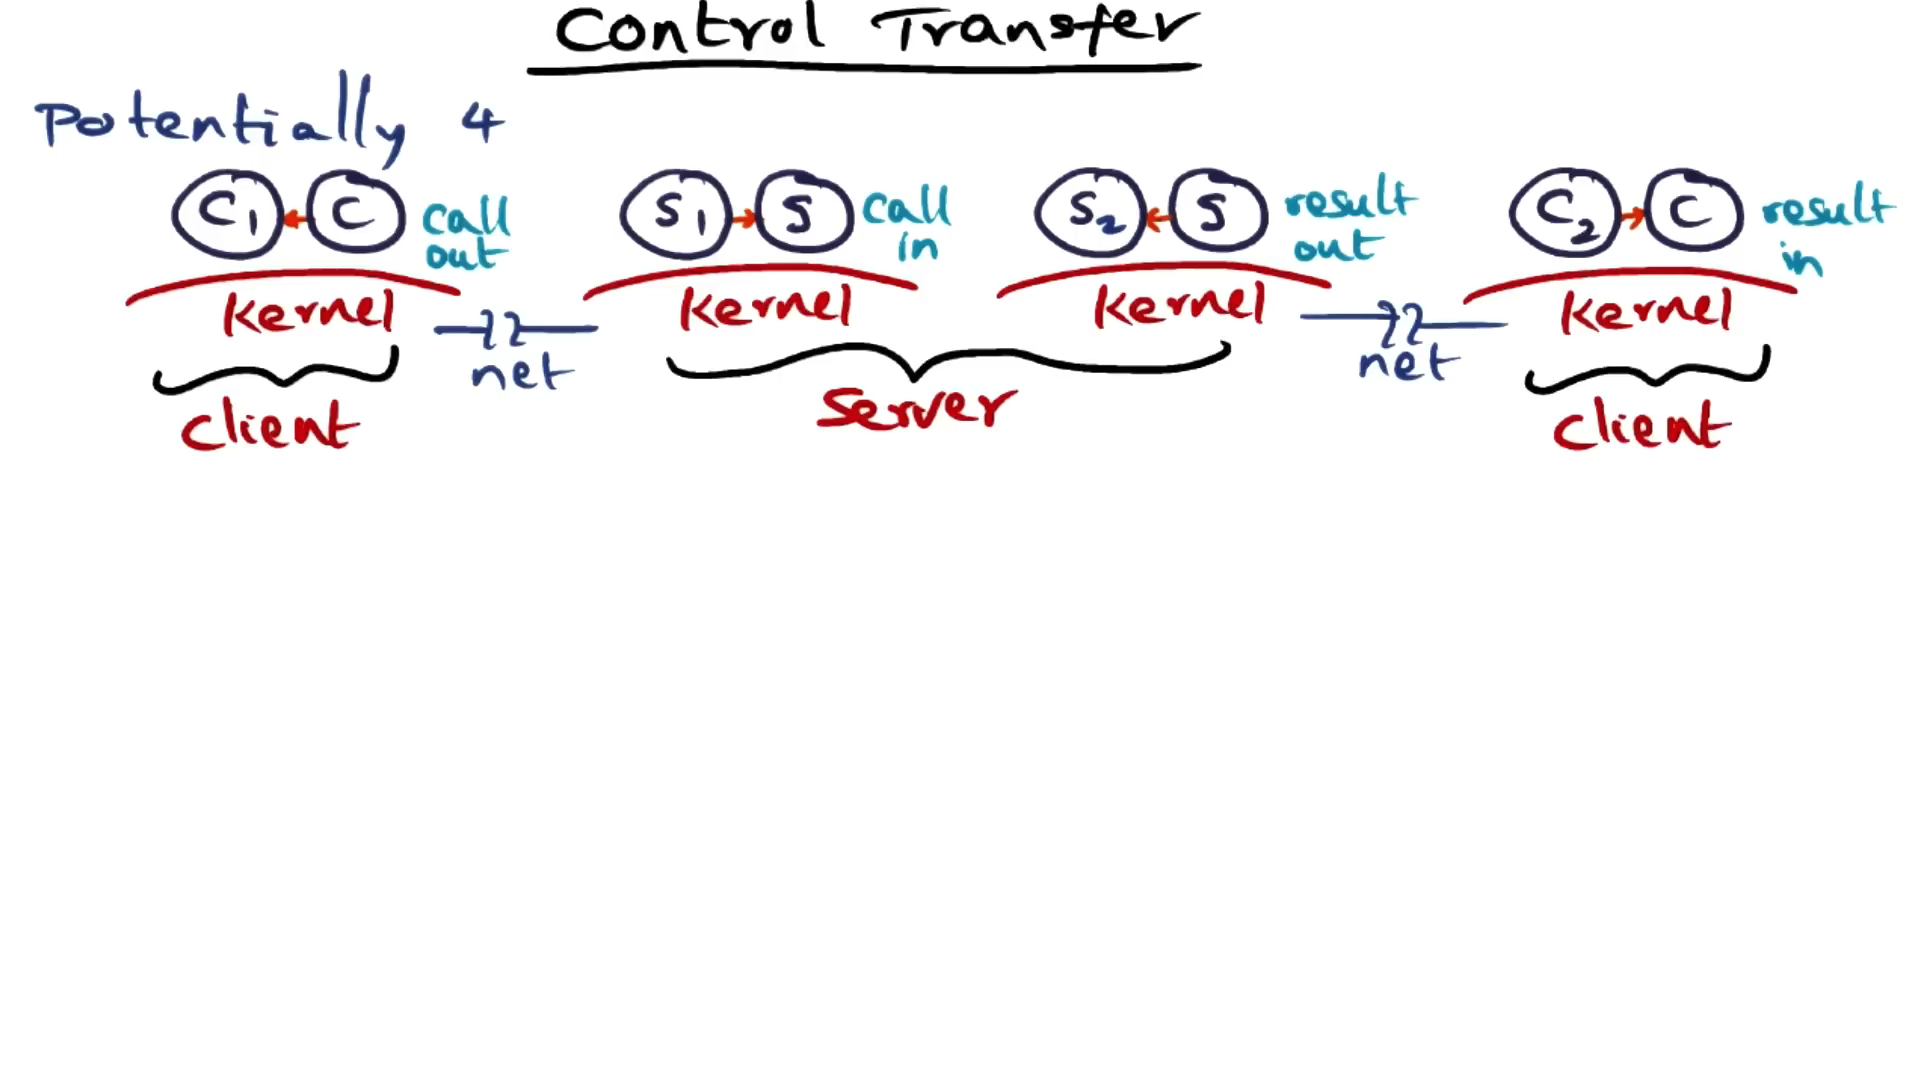 Control Transfer
Potentially 4
C1 C call out
S1 S call in
S2 S result out
C2 C result in
Kernel Kernel Kernel Kernel
net net
Client Server Client